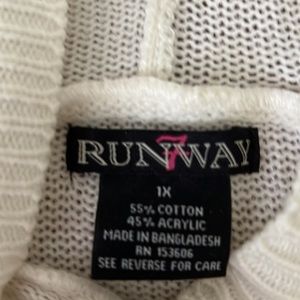 RUNWAY
7
1X
55% COTTON
45% ACRYLIC
MADE IN BANGLADESH
RN 153606
SEE REVERSE FOR CARE